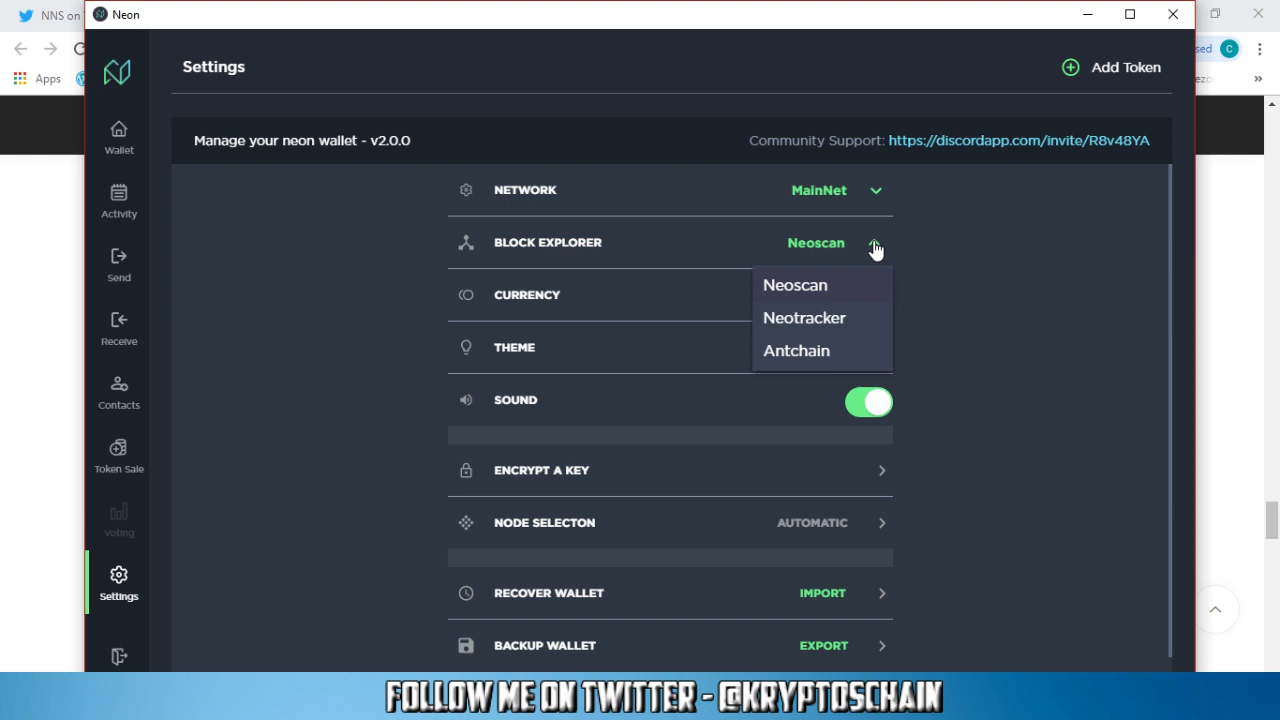 NNS on
Neon
sed
C
Apps
ezo
»
Settings
Add Token
Manage your neon wallet - v2.0.0
Community Support: https://discordapp.com/invite/R8v48YA
Wallet
Activity
Send
Receive
Contacts
Token Sale
Voting
Settings
NETWORK
MainNet
BLOCK EXPLORER
Neoscan
Neoscan
Neotracker
Antchain
CURRENCY
THEME
SOUND
ENCRYPT A KEY
NODE SELECTON
AUTOMATIC
RECOVER WALLET
IMPORT
BACKUP WALLET
EXPORT
FOLLOW ME ON TWITTER - @KRYPTOSCHAIN